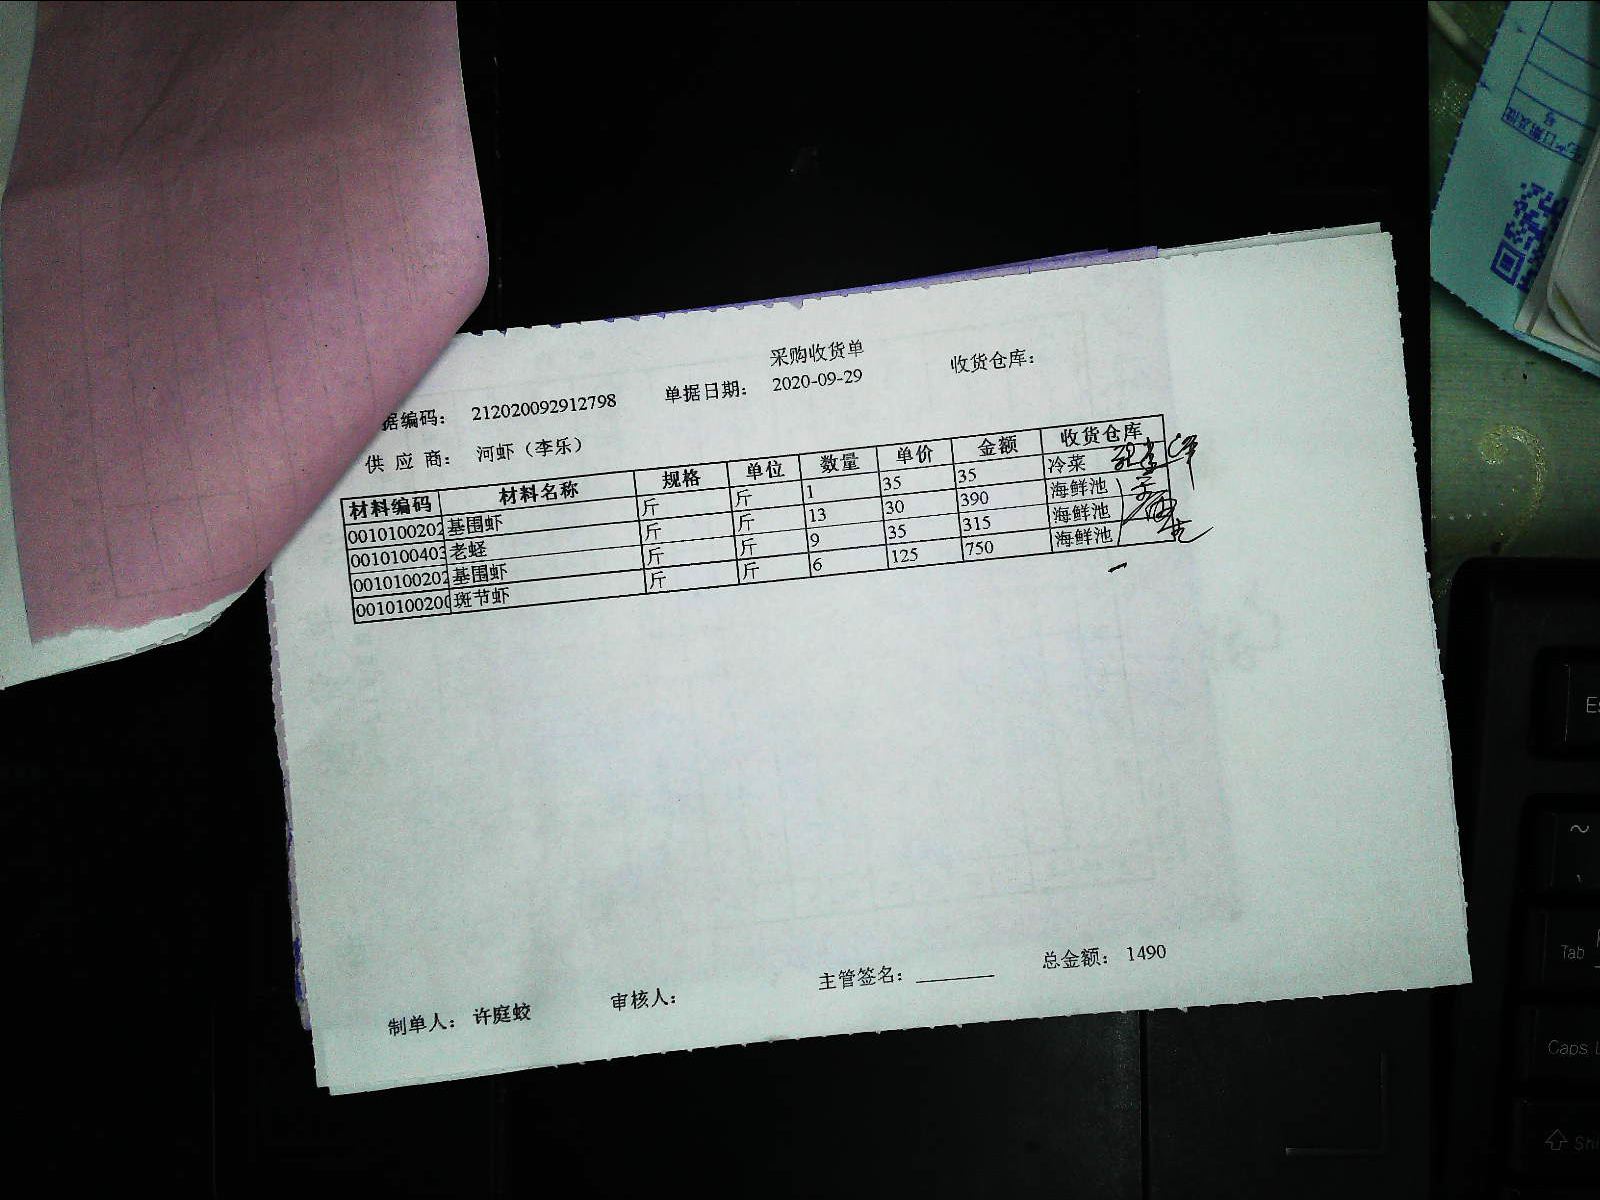 采购收货单
据编码： 212020092912798 单据日期： 2020-09-29 收货仓库：
供 应 商： 河虾（李乐）
材料编码 材料名称 规格 单位 数量 单价 金额 收货仓库
0010100202 基围虾 斤 斤 1 35 35 冷菜
0010100403 老蛏 斤 斤 13 30 390 海鲜池
0010100202 基围虾 斤 斤 9 35 315 海鲜池
001010020 斑节虾 斤 斤 6 125 750 海鲜池
制单人： 许庭蛟 审核人： 主管签名： 总金额： 1490
Tab
Caps